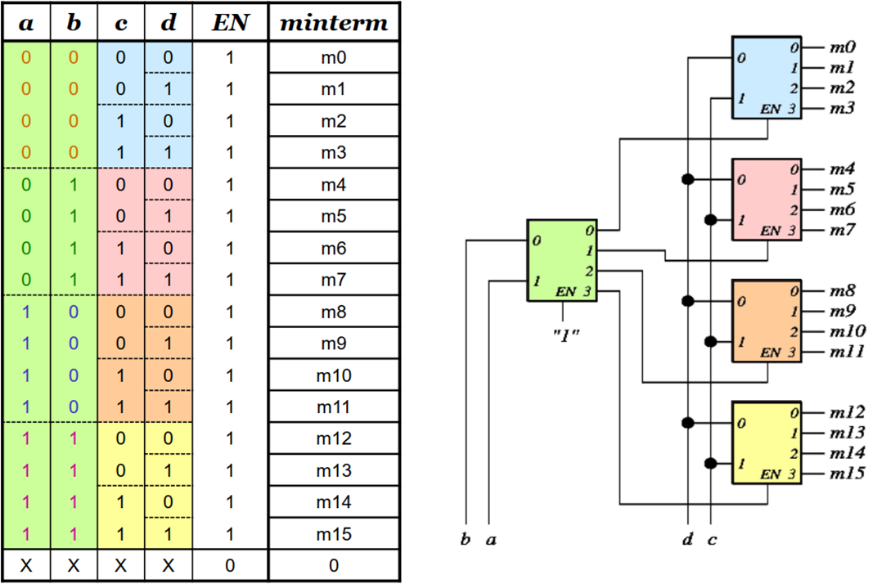 a b c d EN minterm
0 0 0 0 1 m0
0 0 0 1 1 m1
0 0 1 0 1 m2
0 0 1 1 1 m3
0 1 0 0 1 m4
0 1 0 1 1 m5
0 1 1 0 1 m6
0 1 1 1 1 m7
1 0 0 0 1 m8
1 0 0 1 1 m9
1 0 1 0 1 m10
1 0 1 1 1 m11
1 1 0 0 1 m12
1 1 0 1 1 m13
1 1 1 0 1 m14
1 1 1 1 1 m15
X X X X 0 0
0 0 m0
1 m1
1 2 m2
EN 3 m3
0 0 m4
1 m5
1 2 m6
EN 3 m7
0 0
1
1 2
EN 3
"1"
0 0 m8
1 m9
1 2 m10
EN 3 m11
0 0 m12
1 m13
1 2 m14
EN 3 m15
b a d c